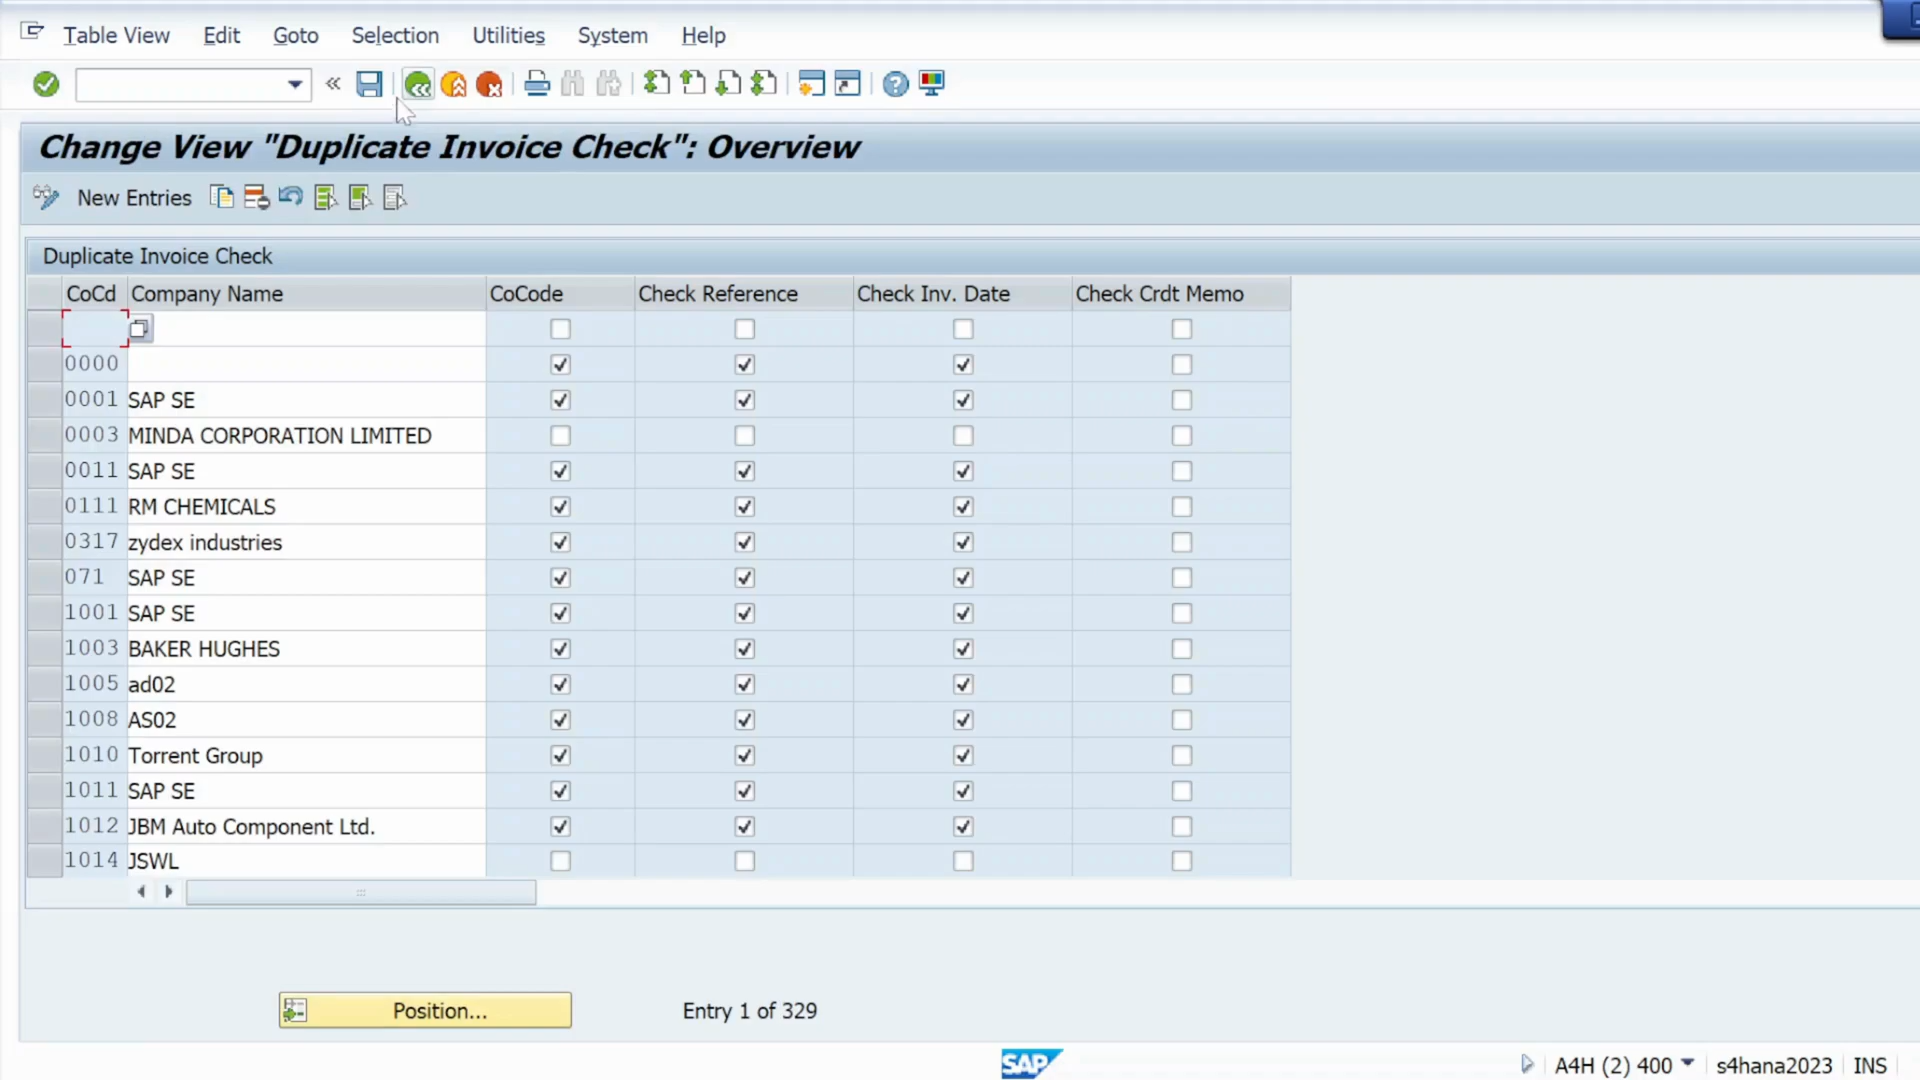 Table View Edit Goto Selection Utilities System Help
Change View "Duplicate Invoice Check": Overview
New Entries
Duplicate Invoice Check
CoCd Company Name CoCode Check Reference Check Inv. Date Check Crdt Memo
0000
0001 SAP SE
0003 MINDA CORPORATION LIMITED
0011 SAP SE
0111 RM CHEMICALS
0317 zydex industries
071 SAP SE
1001 SAP SE
1003 BAKER HUGHES
1005 ad02
1008 AS02
1010 Torrent Group
1011 SAP SE
1012 JBM Auto Component Ltd.
1014 JSWL
Position... Entry 1 of 329
SAP A4H (2) 400 s4hana2023 INS